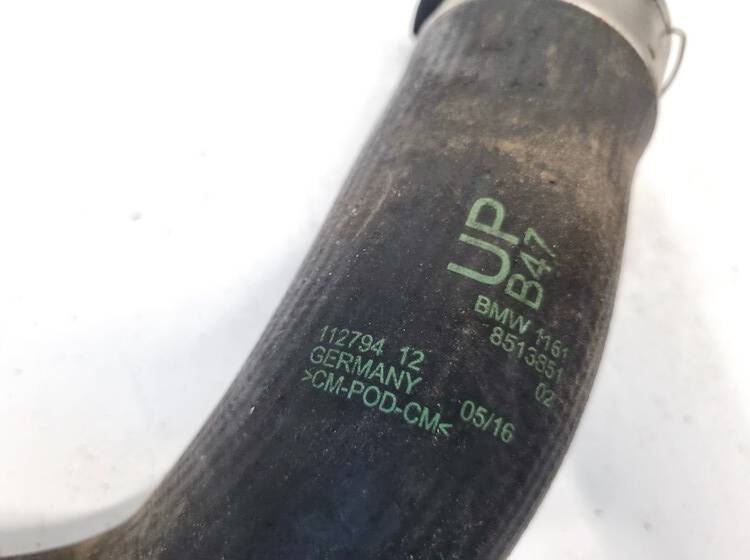 UP
B47
BMW 1161
8513851
02
112794 12
GERMANY
>CM-POD-CM<
05/16